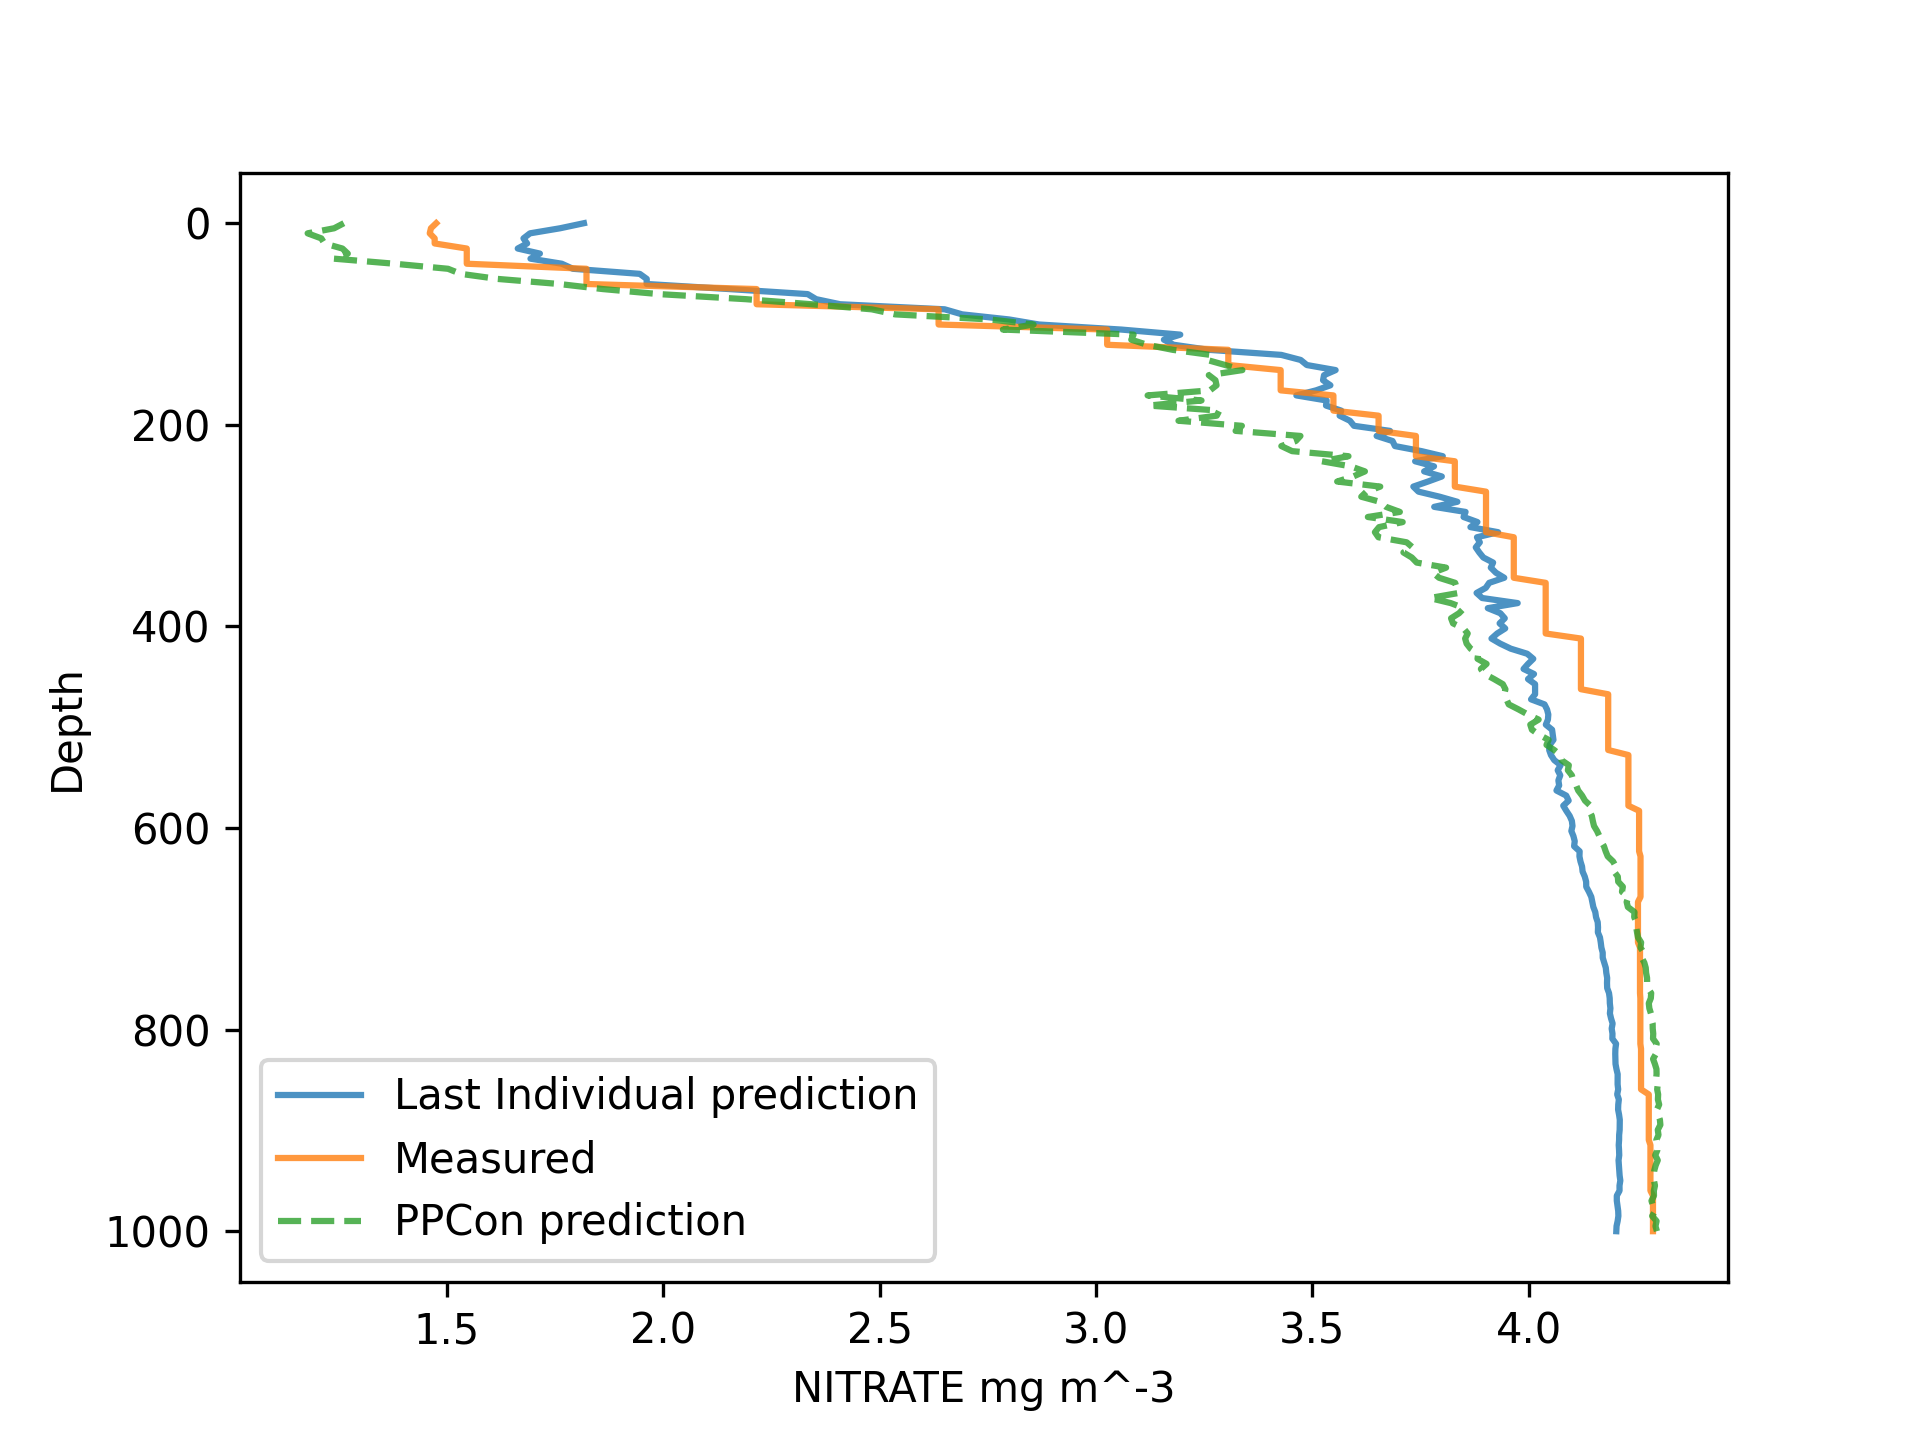 0
200
400
600
800
1000
Depth
Last Individual prediction
Measured
PPCon prediction
1.5 2.0 2.5 3.0 3.5 4.0
NITRATE mg m^-3